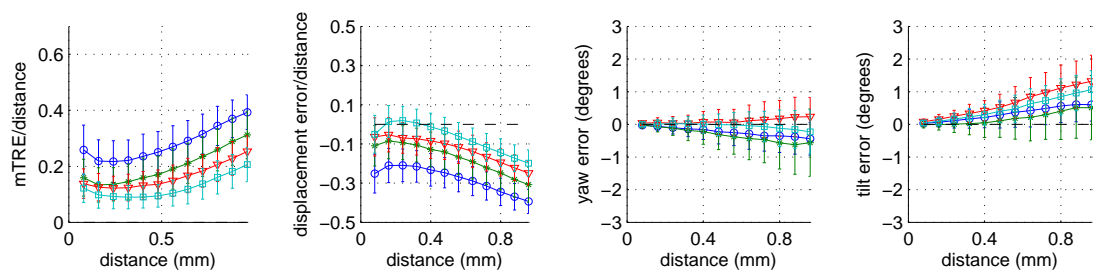 mTRE/distance
0.6
0.4
0.2
0
0 0.5
distance (mm)
displacement error/distance
0.5
0.3
0.1
−0.1
−0.3
−0.5
0 0.4 0.8
distance (mm)
yaw error (degrees)
3
2
1
0
−1
−2
−3
0 0.4 0.8
distance (mm)
tilt error (degrees)
3
2
1
0
−1
−2
−3
0 0.4 0.8
distance (mm)